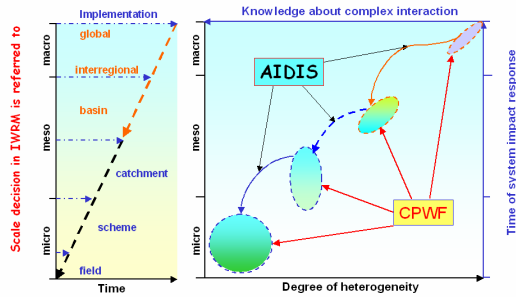 Implementation
Knowledge about complex interaction
global
interregional
basin
catchment
scheme
field
macro
meso
micro
Scale decision in IWRM is referred to
Time
macro
meso
micro
AIDIS
CPWF
Time of system impact response
Degree of heterogeneity